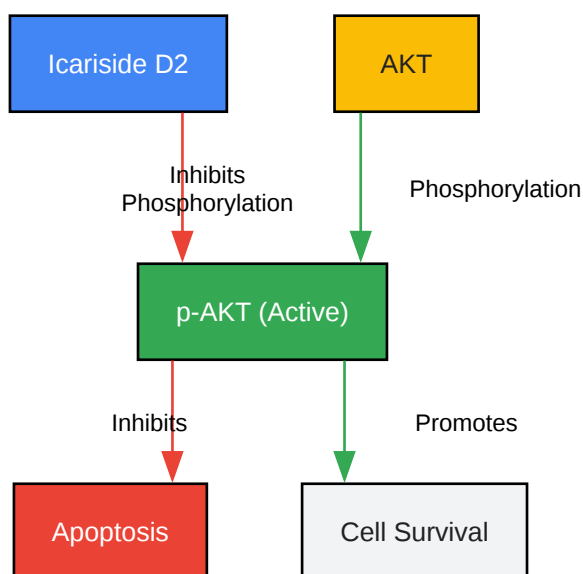 Icariside D2
AKT
Inhibits
Phosphorylation
Phosphorylation
p-AKT (Active)
Inhibits
Promotes
Apoptosis
Cell Survival